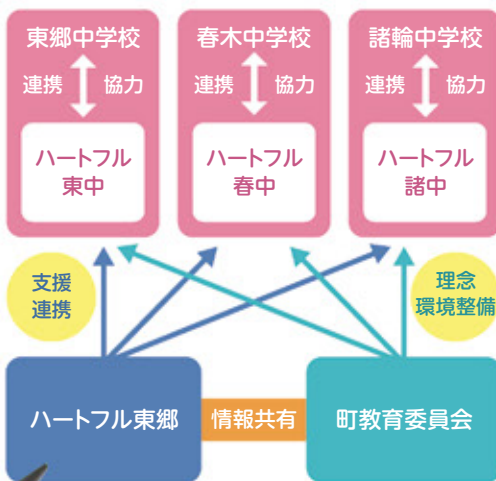 東郷中学校
連携 協力
ハートフル
東中
春木中学校
連携 協力
ハートフル
春中
諸輪中学校
連携 協力
ハートフル
諸中
支援
連携
理念
環境整備
ハートフル東郷
情報共有
町教育委員会